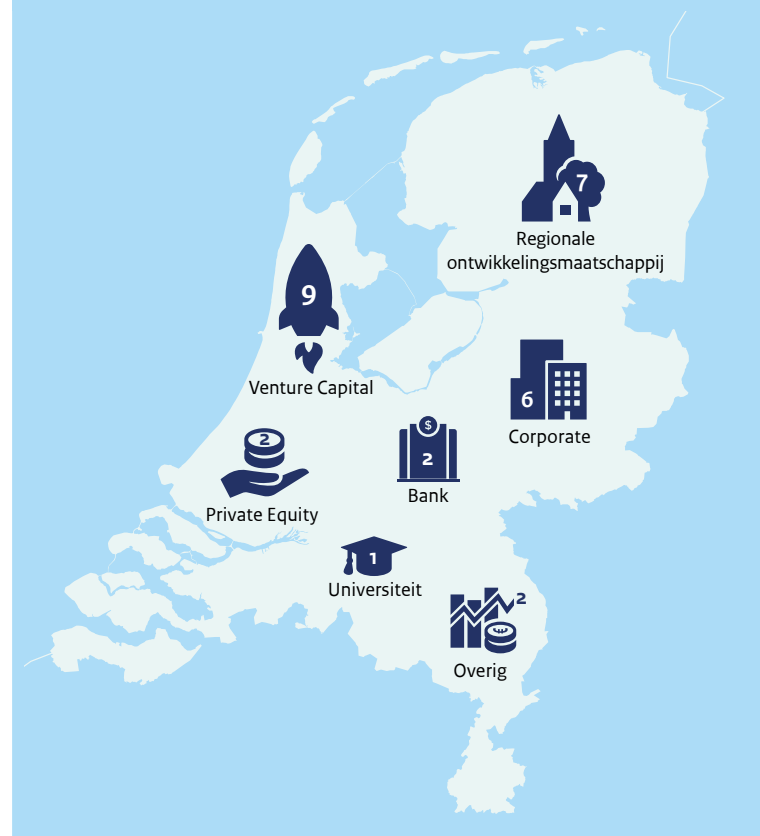 7
Regionale
ontwikkelingsmaatschappij
9
Venture Capital
6
Corporate
2
Private Equity
$
2
Bank
1
Universiteit
2
Overig